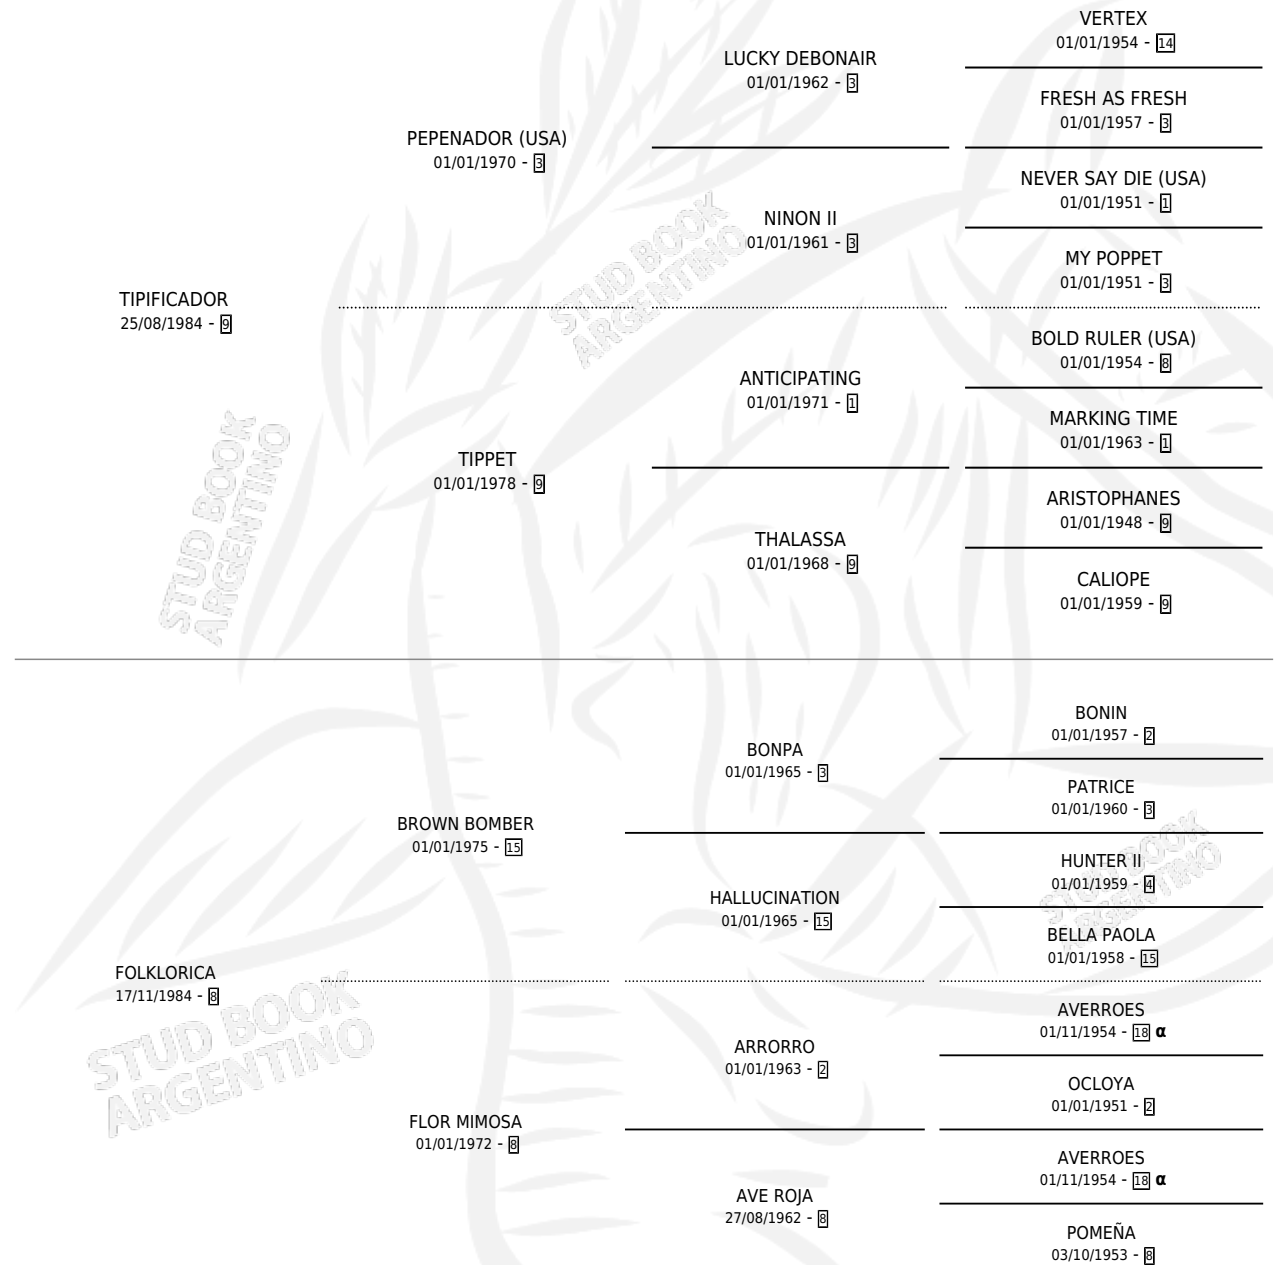 VERTEX
01/01/1954 - 14
LUCKY DEBONAIR
01/01/1962 - 3
FRESH AS FRESH
01/01/1957 - 3
PEPENADOR (USA)
01/01/1970 - 3
NEVER SAY DIE (USA)
01/01/1951 - 1
NINON II
01/01/1961 - 3
MY POPPET
01/01/1951 - 3
TIPIFICADOR
25/08/1984 - 9
BOLD RULER (USA)
01/01/1954 - 8
ANTICIPATING
01/01/1971 - 1
MARKING TIME
01/01/1963 - 1
TIPPET
01/01/1978 - 9
ARISTOPHANES
01/01/1948 - 9
THALASSA
01/01/1968 - 9
CALIOPE
01/01/1959 - 9
BONIN
01/01/1957 - 2
BONPA
01/01/1965 - 3
PATRICE
01/01/1960 - 3
BROWN BOMBER
01/01/1975 - 15
HUNTER II
01/01/1959 - 4
HALLUCINATION
01/01/1965 - 15
BELLA PAOLA
01/01/1958 - 15
FOLKLORICA
17/11/1984 - 8
AVERROES
01/11/1954 - 18 α
ARRORRO
01/01/1963 - 2
OCLOYA
01/01/1951 - 2
FLOR MIMOSA
01/01/1972 - 8
AVERROES
01/11/1954 - 18 α
AVE ROJA
27/08/1962 - 8
POMEÑA
03/10/1953 - 8
STUD BOOK
ARGENTINO
STUD BOOK
ARGENTINO
STUD BOOK
ARGENTINO
STUD BOOK
ARGENTINO